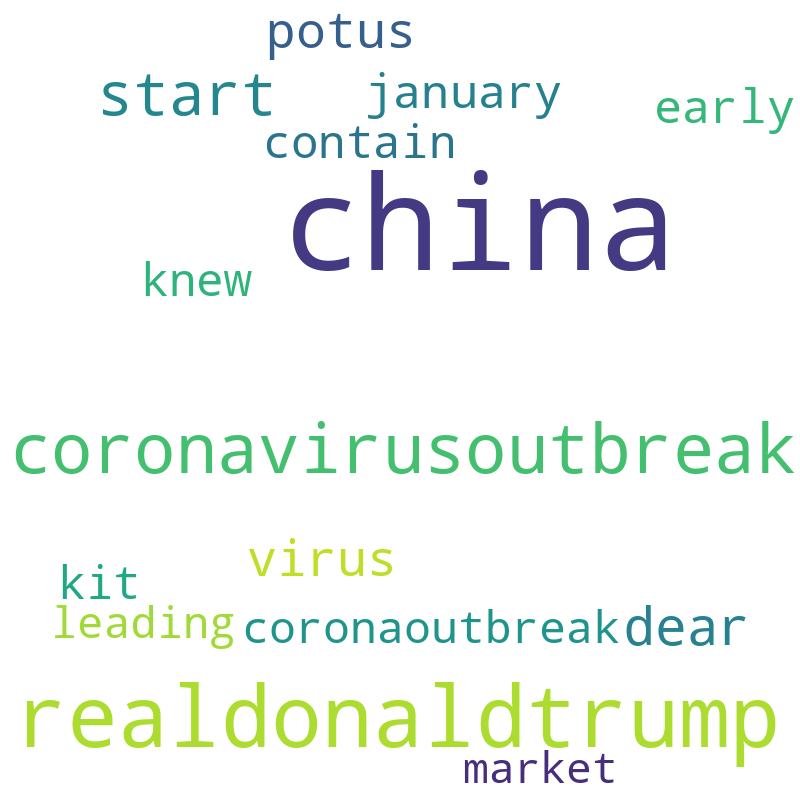 potus
start january early
contain
china
knew
coronavirusoutbreak
virus
kit
leading coronaoutbreak dear
realdonaldtrump
market